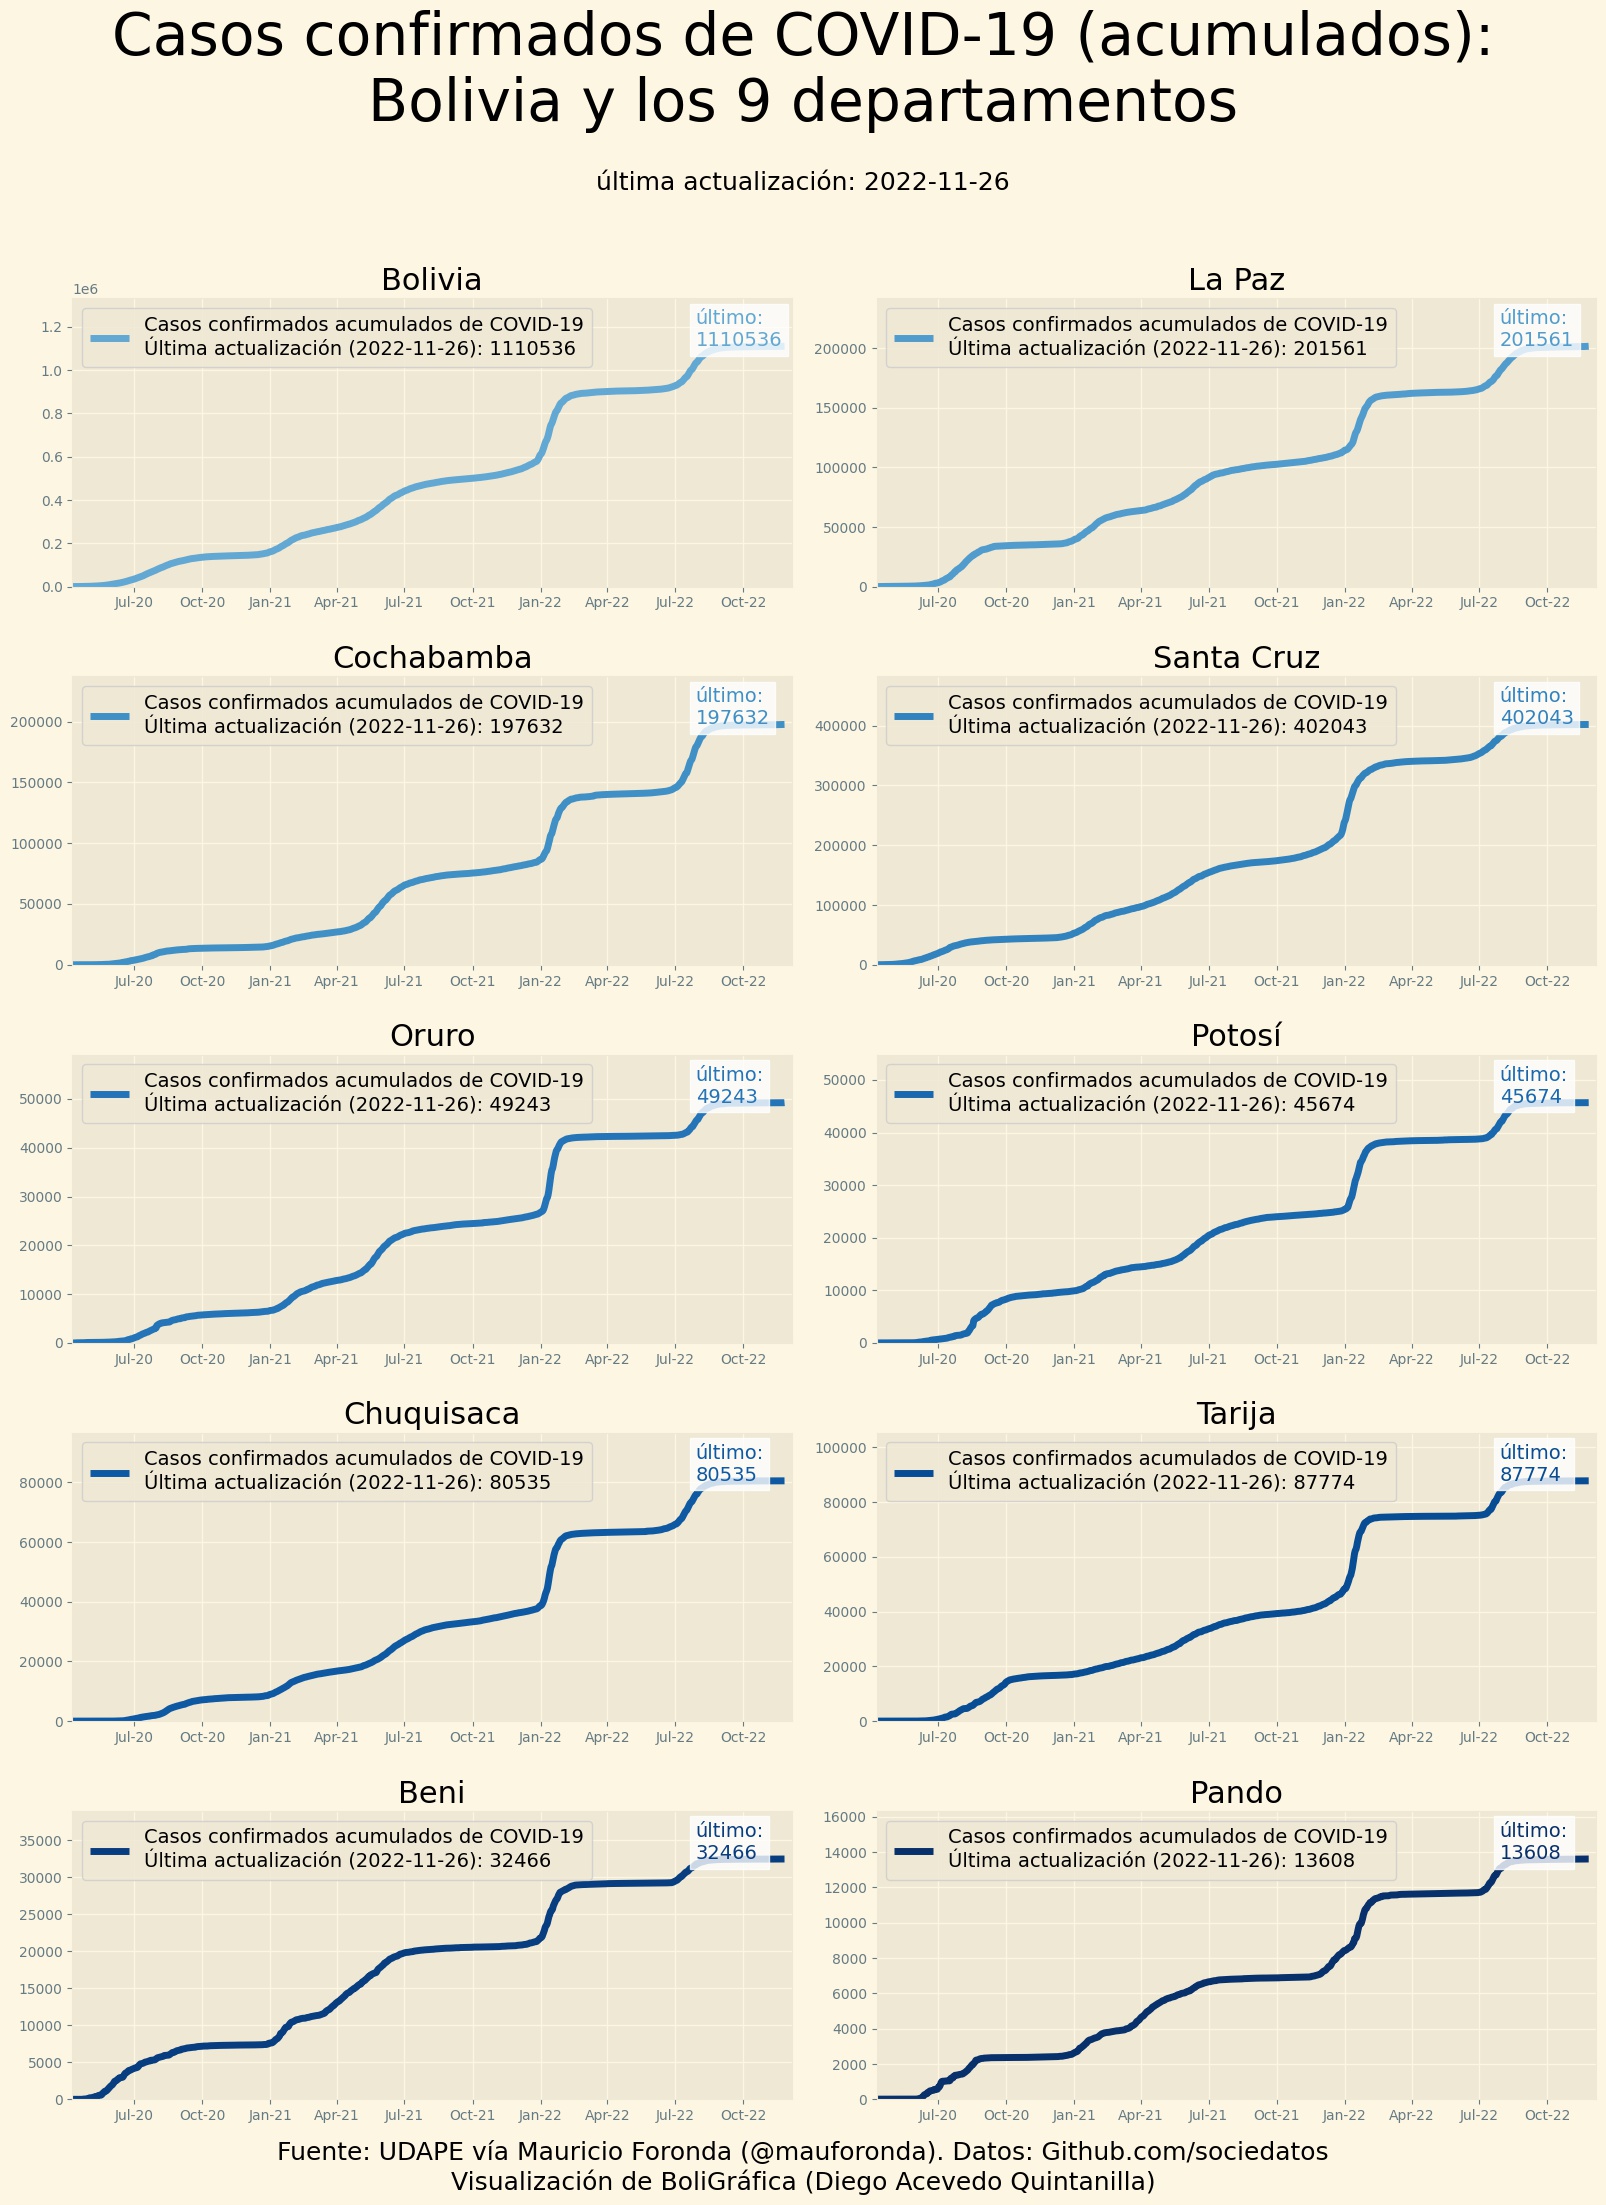 Casos confirmados de COVID-19 (acumulados):
Bolivia y los 9 departamentos
última actualización: 2022-11-26
Bolivia
1e6
Casos confirmados acumulados de COVID-19
Última actualización (2022-11-26): 1110536
último:
1110536
1.2
1.0
0.8
0.6
0.4
0.2
0.0
Jul-20 Oct-20 Jan-21 Apr-21 Jul-21 Oct-21 Jan-22 Apr-22 Jul-22 Oct-22
La Paz
Casos confirmados acumulados de COVID-19
Última actualización (2022-11-26): 201561
último:
201561
200000
150000
100000
50000
0
Jul-20 Oct-20 Jan-21 Apr-21 Jul-21 Oct-21 Jan-22 Apr-22 Jul-22 Oct-22
Cochabamba
Casos confirmados acumulados de COVID-19
Última actualización (2022-11-26): 197632
último:
197632
200000
150000
100000
50000
0
Jul-20 Oct-20 Jan-21 Apr-21 Jul-21 Oct-21 Jan-22 Apr-22 Jul-22 Oct-22
Santa Cruz
Casos confirmados acumulados de COVID-19
Última actualización (2022-11-26): 402043
último:
402043
400000
300000
200000
100000
0
Jul-20 Oct-20 Jan-21 Apr-21 Jul-21 Oct-21 Jan-22 Apr-22 Jul-22 Oct-22
Oruro
Casos confirmados acumulados de COVID-19
Última actualización (2022-11-26): 49243
último:
49243
50000
40000
30000
20000
10000
0
Jul-20 Oct-20 Jan-21 Apr-21 Jul-21 Oct-21 Jan-22 Apr-22 Jul-22 Oct-22
Potosí
Casos confirmados acumulados de COVID-19
Última actualización (2022-11-26): 45674
último:
45674
50000
40000
30000
20000
10000
0
Jul-20 Oct-20 Jan-21 Apr-21 Jul-21 Oct-21 Jan-22 Apr-22 Jul-22 Oct-22
Chuquisaca
Casos confirmados acumulados de COVID-19
Última actualización (2022-11-26): 80535
último:
80535
80000
60000
40000
20000
0
Jul-20 Oct-20 Jan-21 Apr-21 Jul-21 Oct-21 Jan-22 Apr-22 Jul-22 Oct-22
Tarija
Casos confirmados acumulados de COVID-19
Última actualización (2022-11-26): 87774
último:
87774
100000
80000
60000
40000
20000
0
Jul-20 Oct-20 Jan-21 Apr-21 Jul-21 Oct-21 Jan-22 Apr-22 Jul-22 Oct-22
Beni
Casos confirmados acumulados de COVID-19
Última actualización (2022-11-26): 32466
último:
32466
35000
30000
25000
20000
15000
10000
5000
0
Jul-20 Oct-20 Jan-21 Apr-21 Jul-21 Oct-21 Jan-22 Apr-22 Jul-22 Oct-22
Pando
Casos confirmados acumulados de COVID-19
Última actualización (2022-11-26): 13608
último:
13608
16000
14000
12000
10000
8000
6000
4000
2000
0
Jul-20 Oct-20 Jan-21 Apr-21 Jul-21 Oct-21 Jan-22 Apr-22 Jul-22 Oct-22
Fuente: UDAPE vía Mauricio Foronda (@mauforonda). Datos: Github.com/sociedatos
Visualización de BoliGráfica (Diego Acevedo Quintanilla)